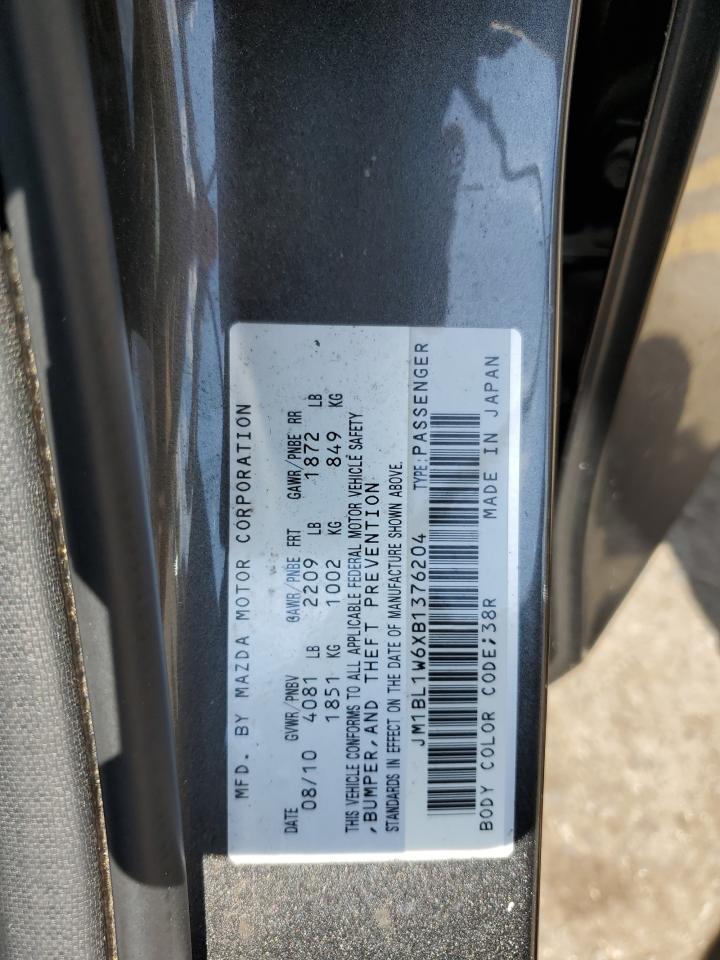 MFD. BY MAZDA MOTOR CORPORATION
DATE GVWR/PNBV GAWR/PNBE FRT GAWR/PNBE RR
08/10 4081 LB 2209 LB 1872 LB
1851 KG 1002 KG 849 KG
THIS VEHICLE CONFORMS TO ALL APPLICABLE FEDERAL MOTOR VEHICLE SAFETY
,BUMPER,AND THEFT PREVENTION
STANDARDS IN EFFECT ON THE DATE OF MANUFACTURE SHOWN ABOVE.
JM1BL1W6XB1376204 TYPE:PASSENGER
BODY COLOR CODE:38R MADE IN JAPAN